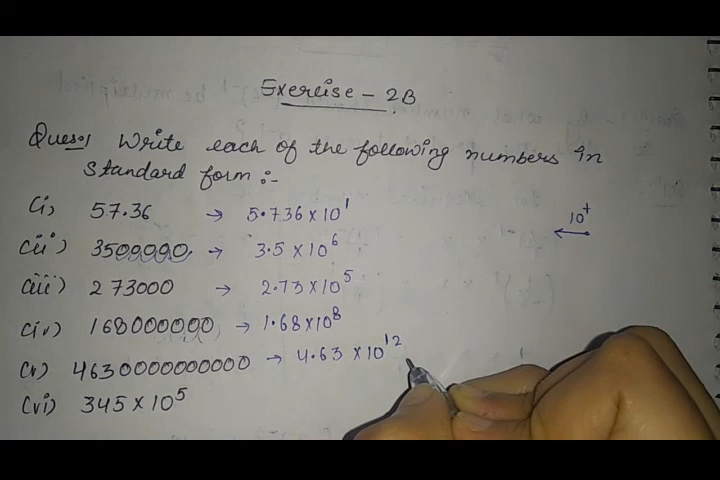 Exercise - 2B
Ques:1 Write each of the following numbers in
Standard form :-
(i) 57.36 → 5.736 × 10¹
10⁺
←
(ii) 3500000. → 3.5 × 10⁶
(iii) 273000 → 2.73 × 10⁵
(iv) 168000000 → 1.68 × 10⁸
(v) 4630000000000 → 4.63 × 10¹²
(vi) 345 × 10⁵